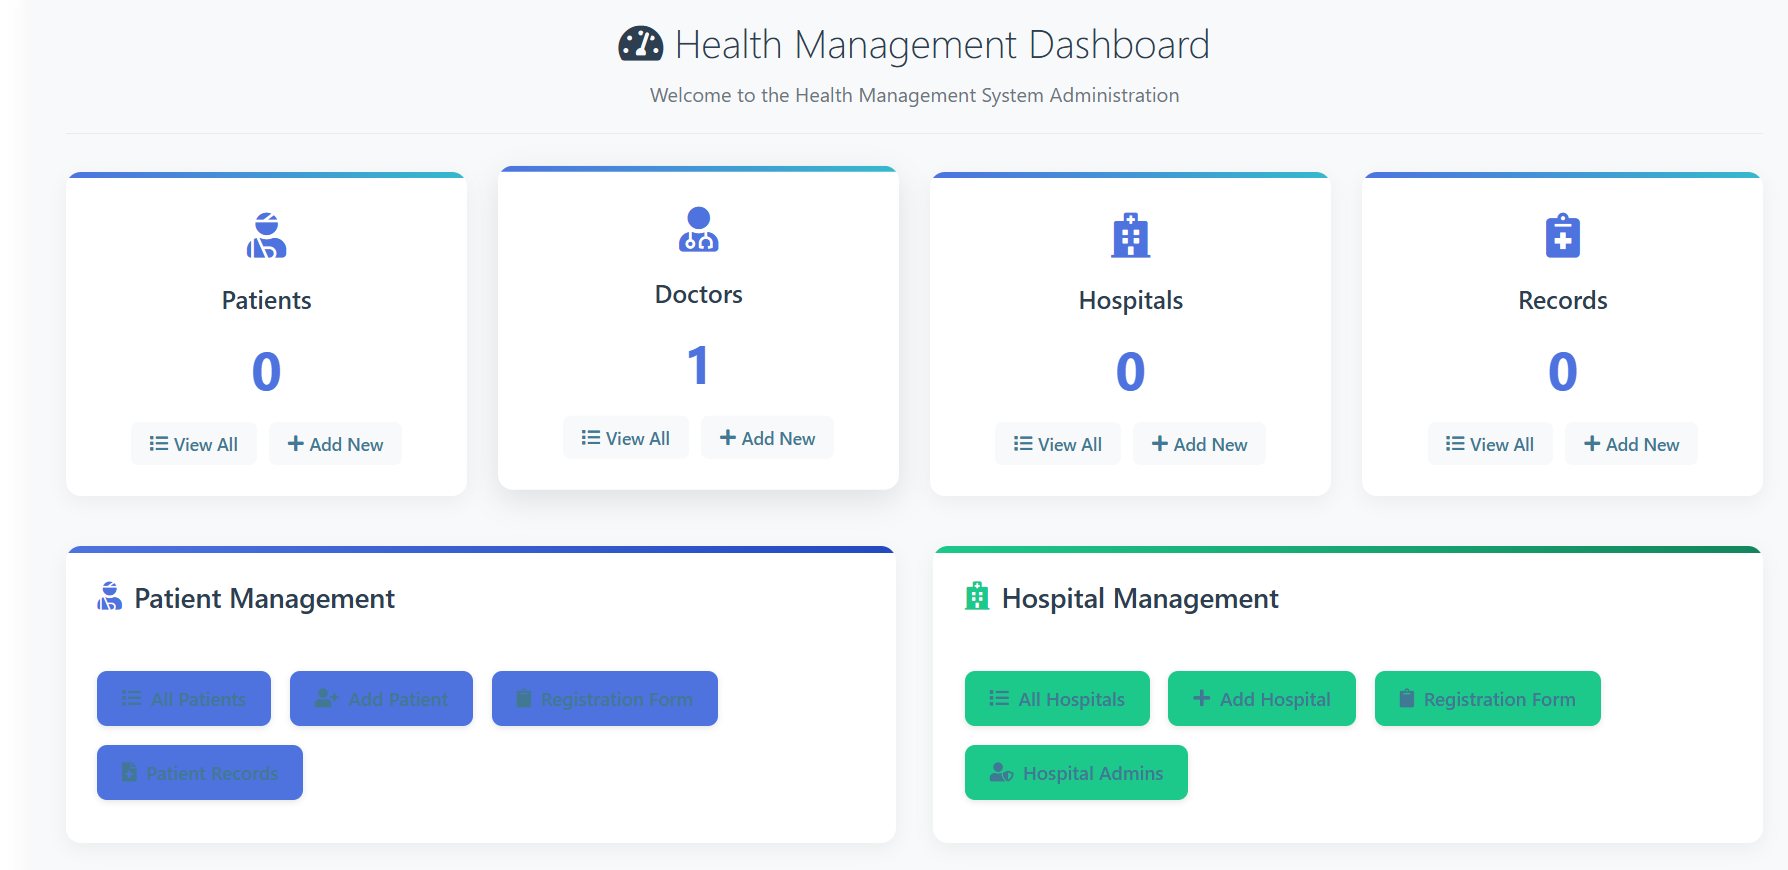 Health Management Dashboard
Welcome to the Health Management System Administration
Patients
0
View All
Add New
Doctors
1
View All
Add New
Hospitals
0
View All
Add New
Records
0
View All
Add New
Patient Management
All Patients
Add Patient
Registration Form
Patient Records
Hospital Management
All Hospitals
Add Hospital
Registration Form
Hospital Admins